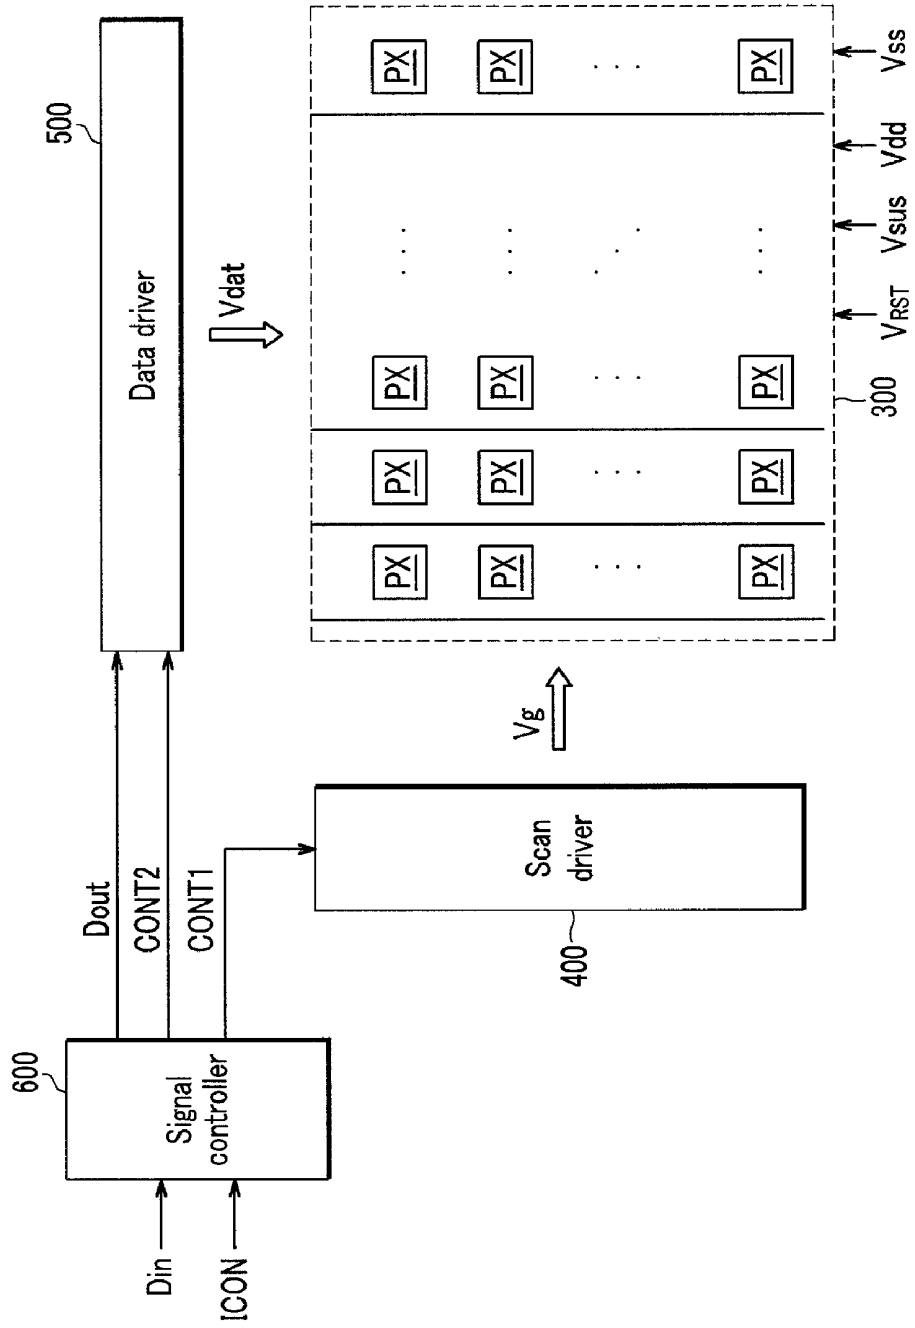 600
Din
ICON
Signal
controller
Dout
CONT2
CONT1
500
Data driver
400
Scan
driver
Vdat
Vg
PX PX PX PX
PX PX PX PX
PX PX PX PX
300
VRST
Vsus
Vdd
Vss